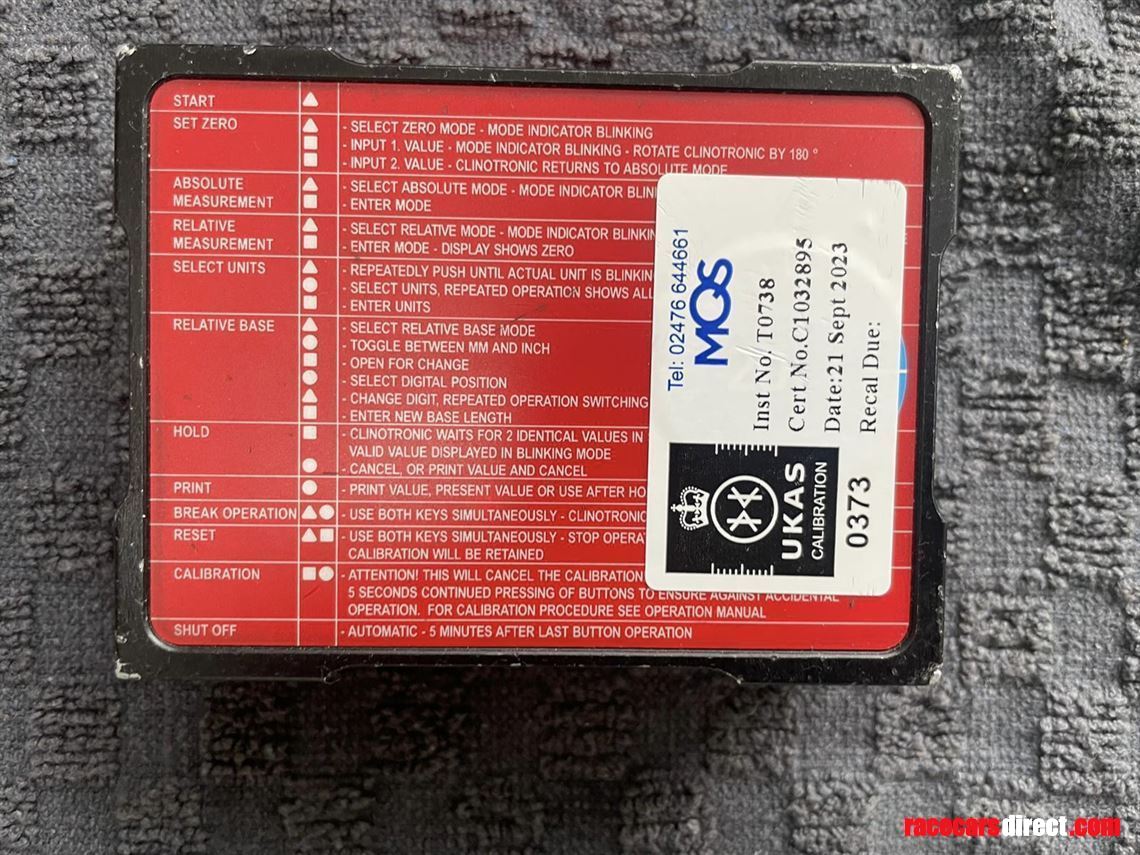 START
SET ZERO
- SELECT ZERO MODE - MODE INDICATOR BLINKING
- INPUT 1. VALUE - MODE INDICATOR BLINKING - ROTATE CLINOTRONIC BY 180 °
- INPUT 2. VALUE - CLINOTRONIC RETURNS TO ABSOLUTE MODE
ABSOLUTE
MEASUREMENT
- SELECT ABSOLUTE MODE - MODE INDICATOR
- ENTER MODE
RELATIVE
MEASUREMENT
- SELECT RELATIVE MODE - MODE INDICATOR
- ENTER MODE - DISPLAY SHOWS ZERO
SELECT UNITS
- REPEATEDLY PUSH UNTIL ACTUAL UNIT IS
- SELECT UNITS, REPEATED OPERATION SHOWS ALL
- ENTER UNITS
RELATIVE BASE
- SELECT RELATIVE BASE MODE
- TOGGLE BETWEEN MM AND INCH
- OPEN FOR CHANGE
- SELECT DIGITAL POSITION
- CHANGE DIGIT, REPEATED OPERATION SWITCHING
- ENTER NEW BASE LENGTH
HOLD
- CLINOTRONIC WAITS FOR 2 IDENTICAL VALUES IN
VALID VALUE DISPLAYED IN BLINKING MODE
- CANCEL, OR PRINT VALUE AND CANCEL
PRINT
- PRINT VALUE, PRESENT VALUE OR USE AFTER
BREAK OPERATION
- USE BOTH KEYS SIMULTANEOUSLY - CLINOTRONIC
RESET
- USE BOTH KEYS SIMULTANEOUSLY - STOP
CALIBRATION WILL BE RETAINED
CALIBRATION
- ATTENTION! THIS WILL CANCEL THE CALIBRATION
5 SECONDS CONTINUED PRESSING OF BUTTONS TO ENSURE AGAINST ACCIDENTAL
OPERATION. FOR CALIBRATION PROCEDURE SEE OPERATION MANUAL
SHUT OFF
- AUTOMATIC - 5 MINUTES AFTER LAST BUTTON OPERATION
Tel: 02476 644661
MQS
Inst No. T0738
Cert No.C1032895
Date:21 Sept 2023
Recal Due:
UKAS
CALIBRATION
0373
racecarsdirect.com